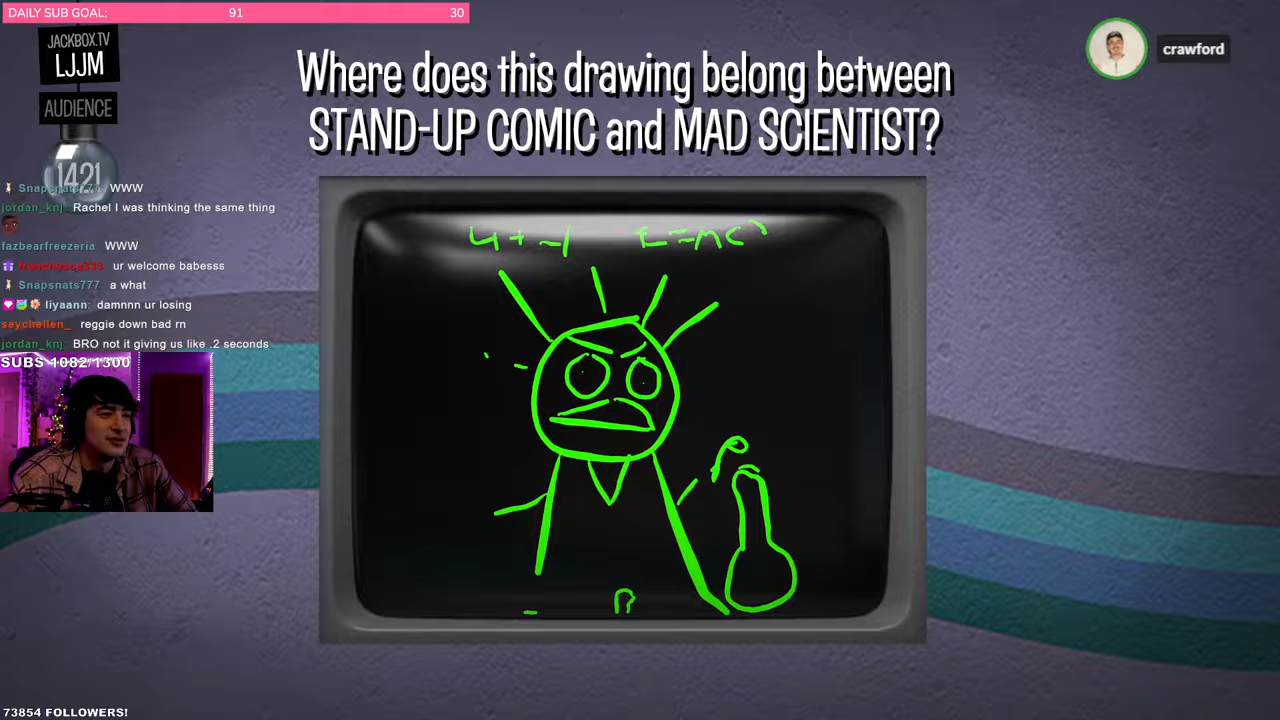 DAILY SUB GOAL: 91 30
JACKBOX.TV
LJJM
AUDIENCE
1421
crawford
Where does this drawing belong between
STAND-UP COMIC and MAD SCIENTIST?
Snapsnats777 WWW
jordan_knj: Rachel I was thinking the same thing
fazbearfreezeria WWW
ur welcome babesss
Snapsnats777 a what
liyaann: damnnn ur losing
seychellen_ reggie down bad rn
jordan_knj: BRO not it giving us like .2 seconds
SUBS 1082/1300
73854 FOLLOWERS!